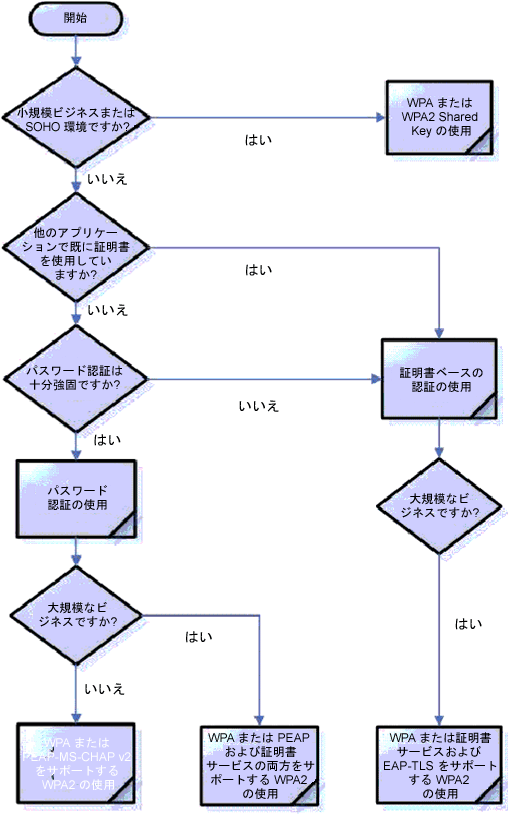 開始
小規模ビジネスまたは
SOHO 環境ですか?
はい
WPA または
WPA2 Shared
Key の使用
いいえ
他のアプリケー
ションで既に証明書
を使用してい
ますか?
はい
いいえ
パスワード認証は
十分強固ですか?
いいえ
証明書ベースの
認証の使用
はい
パスワード
認証の使用
大規模なビ
ジネスですか?
大規模なビ
ジネスですか?
はい
はい
いいえ
WPA または
PEAP-MS-CHAP v2
をサポートする
WPA2 の使用
WPA または PEAP
および証明書
サービスの両方をサ
ポートする WPA2
の使用
WPA または証明書
サービスおよび
EAP-TLS をサポート
する WPA2
の使用